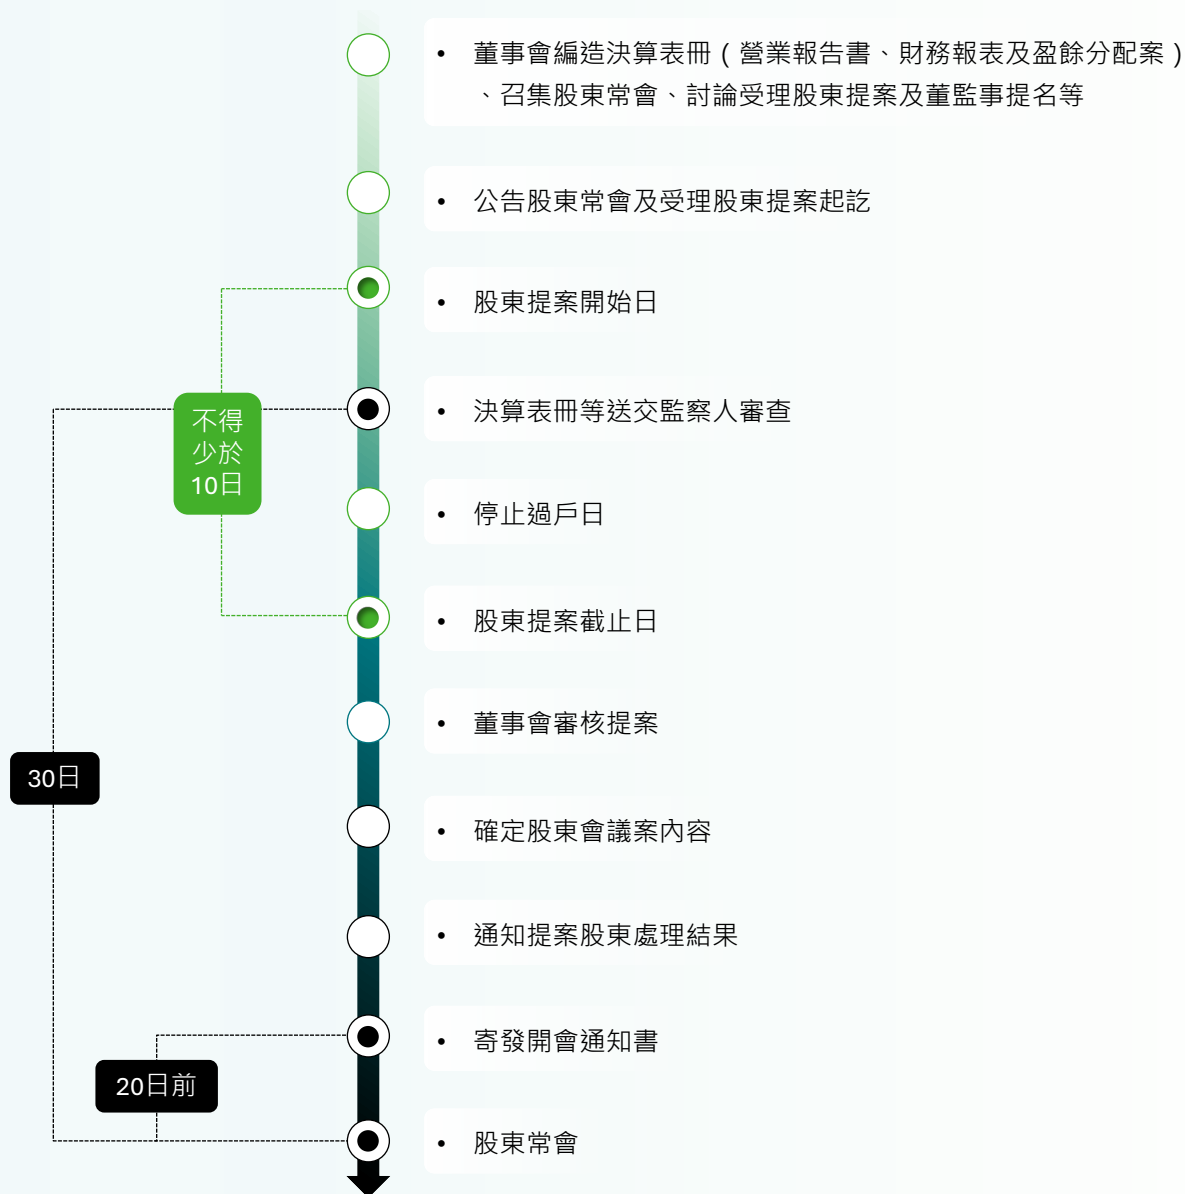 • 董事會編造決算表冊（營業報告書、財務報表及盈餘分配案）
、召集股東常會、討論受理股東提案及董監事提名等
• 公告股東常會及受理股東提案起訖
• 股東提案開始日
• 決算表冊等送交監察人審查
不得
少於
10日
• 停止過戶日
• 股東提案截止日
• 董事會審核提案
30日
• 確定股東會議案內容
• 通知提案股東處理結果
• 寄發開會通知書
20日前
• 股東常會